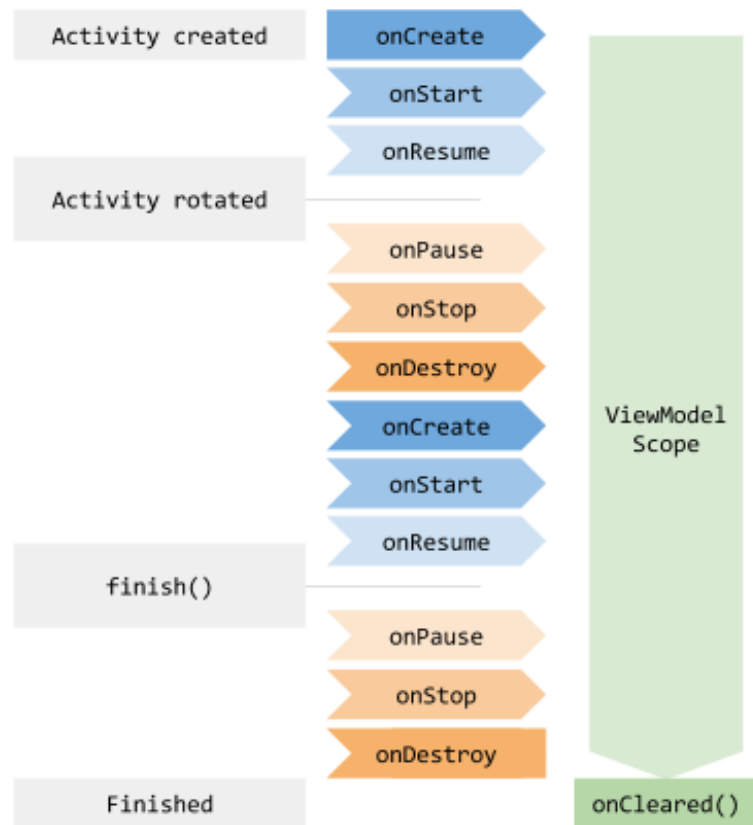 Activity created
onCreate
onStart
onResume
Activity rotated
onPause
onStop
onDestroy
onCreate
onStart
onResume
finish()
onPause
onStop
onDestroy
Finished
ViewModel
Scope
onCleared()